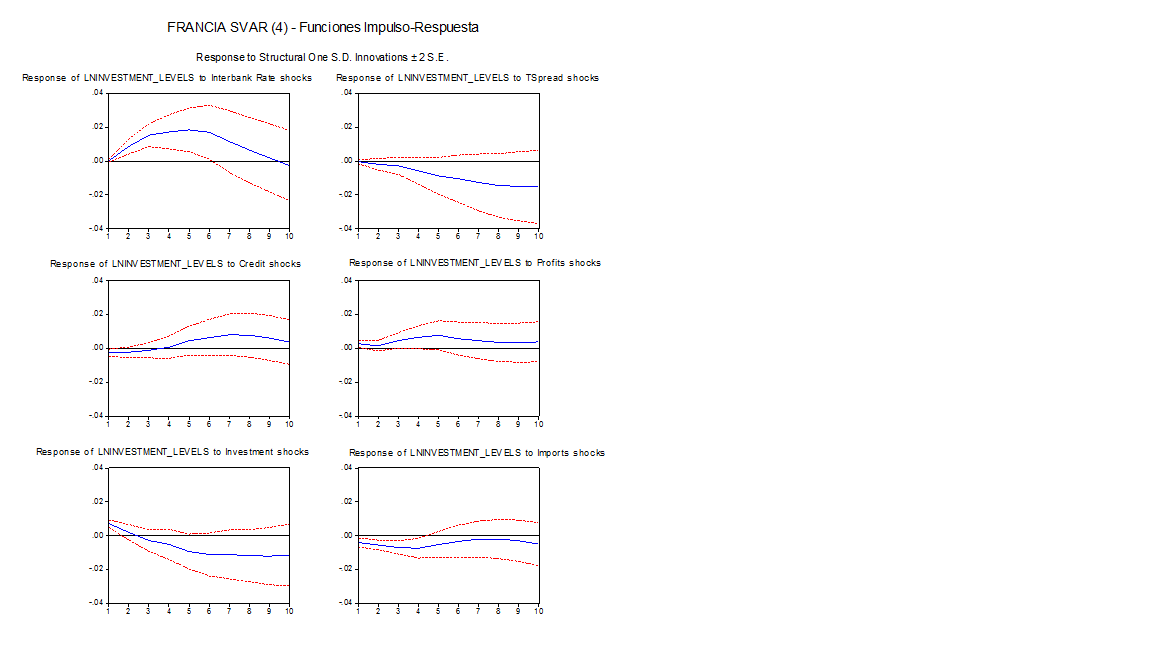 FRANCIA SVAR (4) - Funciones Impulso-Respuesta
Response to Structural One S.D. Innovations ± 2 S.E.
Response of LNINVESTMENT_LEVELS to Interbank Rate shocks
.04
.02
.00
-.02
-.04
1 2 3 4 5 6 7 8 9 10
Response of LNINVESTMENT_LEVELS to TSpread shocks
.04
.02
.00
-.02
-.04
1 2 3 4 5 6 7 8 9 10
Response of LNINVESTMENT_LEVELS to Credit shocks
.04
.02
.00
-.02
-.04
1 2 3 4 5 6 7 8 9 10
Response of LNINVESTMENT_LEVELS to Profits shocks
.04
.02
.00
-.02
-.04
1 2 3 4 5 6 7 8 9 10
Response of LNINVESTMENT_LEVELS to Investment shocks
.04
.02
.00
-.02
-.04
1 2 3 4 5 6 7 8 9 10
Response of LNINVESTMENT_LEVELS to Imports shocks
.04
.02
.00
-.02
-.04
1 2 3 4 5 6 7 8 9 10